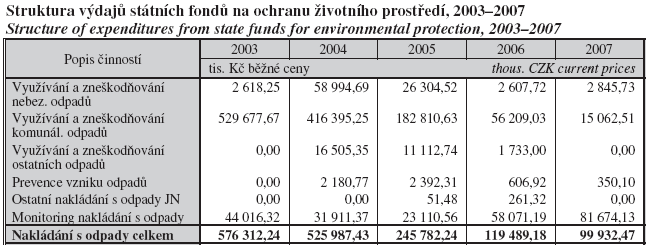 Struktura výdajů státních fondů na ochranu životního prostředí, 2003–2007
Structure of expenditures from state funds for environmental protection, 2003–2007
Popis činností 2003 2004 2005 2006 2007
tis. Kč běžné ceny thous. CZK current prices
Využívání a zneškodňování nebez. odpadů 2 618,25 58 994,69 26 304,52 2 607,72 2 845,73
Využívání a zneškodňování komunál. odpadů 529 677,67 416 395,25 182 810,63 56 209,03 15 062,51
Využívání a zneškodňování ostatních odpadů 0,00 16 505,35 11 112,74 1 733,00 0,00
Prevence vzniku odpadů 0,00 2 180,77 2 392,31 606,92 350,10
Ostatní nakládání s odpady JN 0,00 0,00 51,48 261,32 0,00
Monitoring nakládání s odpady 44 016,32 31 911,37 23 110,56 58 071,19 81 674,13
Nakládání s odpady celkem 576 312,24 525 987,43 245 782,24 119 489,18 99 932,47